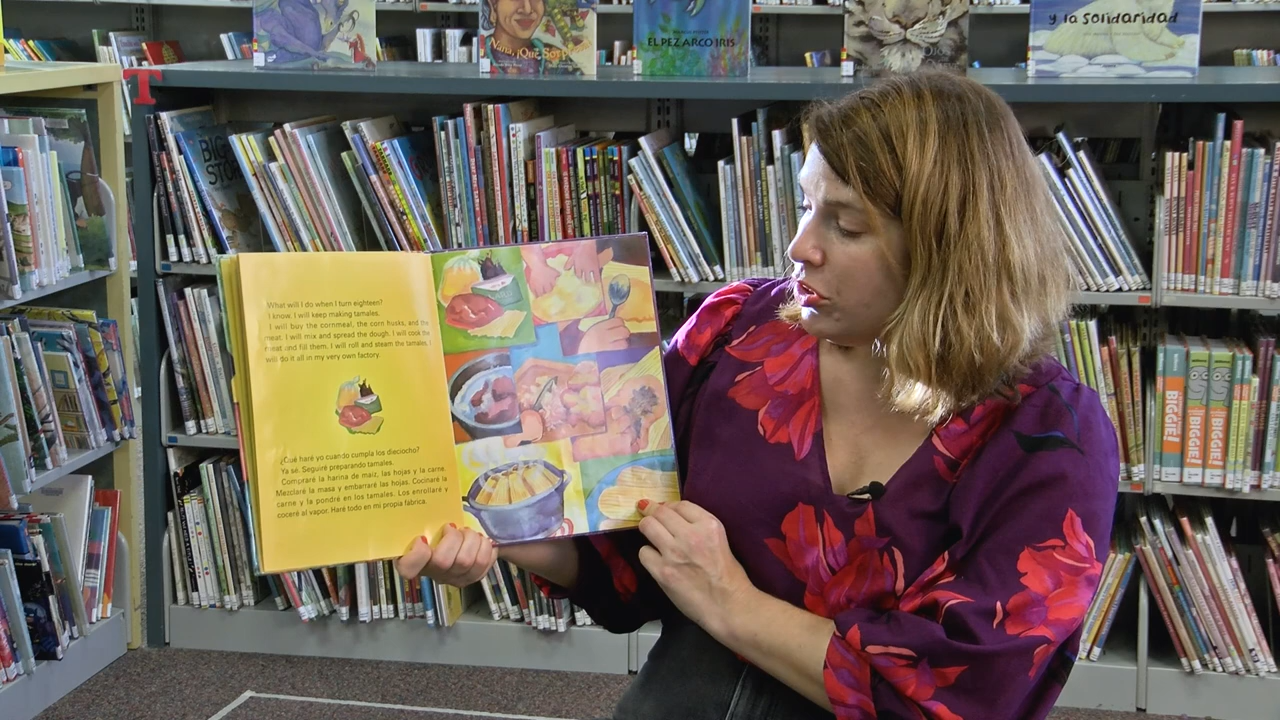 Nana, ¡Qué Sos
EL PEZ ARCO IRIS
y la solidaridad
T
BIG
What will I do when I turn eighteen?
I know. I will keep making tamales.
I will buy the cornmeal, the corn husks, and the
meat. I will mix and spread the dough. I will cook the
meat and fill them. I will roll and steam the tamales. I
will do it all in my very own factory.
¿Qué haré yo cuando cumpla los dieciocho?
Ya sé. Seguiré preparando tamales.
Compraré la harina de maíz, las hojas y la carne.
Mezclaré la masa y embarraré las hojas. Cocinaré la
carne y la pondré en los tamales. Los enrollaré y
coceré al vapor. Haré todo en mi propia fábrica.
BIGGIE!
BIGGIE!
BIGGIE!